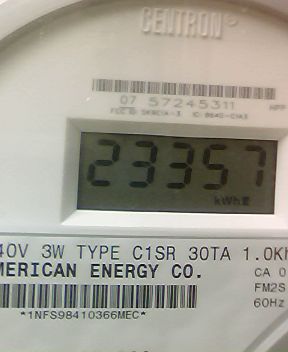 CENTRON®
07 57245311
23357
kWh
40V 3W TYPE C1SR 30TA 1.0Kh
MERICAN ENERGY CO.
CA 0
FM2S
60Hz
*1NFS98410366MEC*